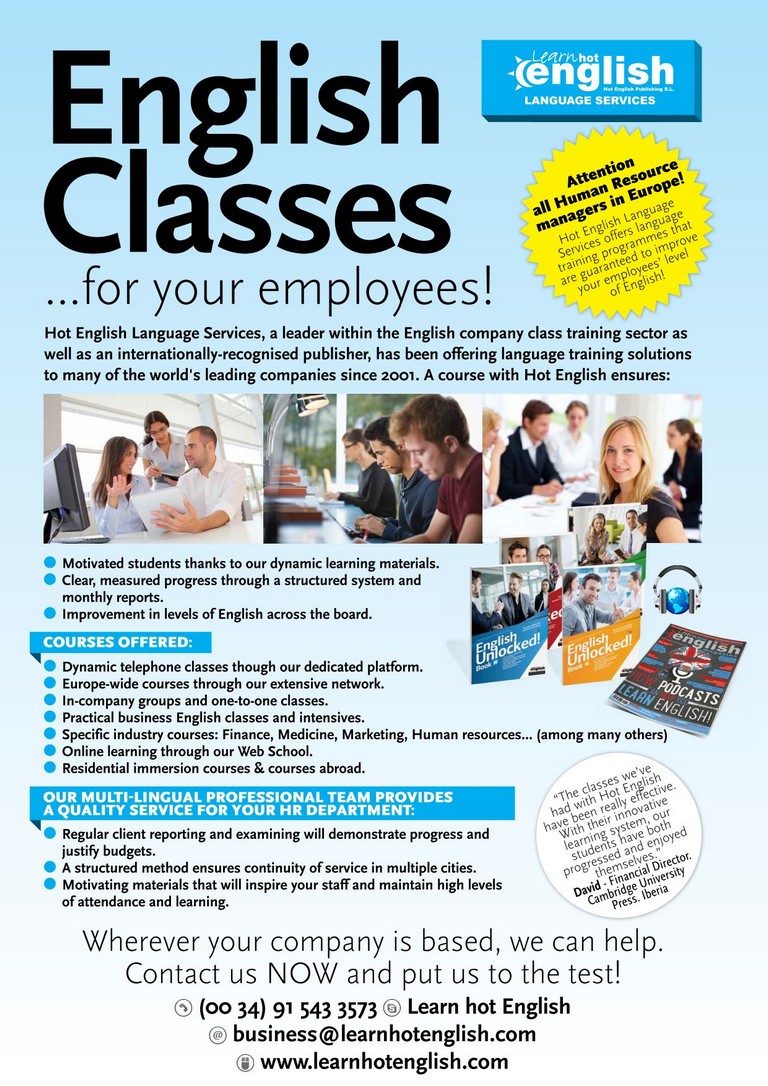 English
Classes
...for your employees!
Learn hot
english
Hot English Publishing S.L.
LANGUAGE SERVICES
Attention
all Human Resource
managers in Europe!
Hot English Language
Services offers language
training programmes that
are guaranteed to improve
your employees' level
of English!
Hot English Language Services, a leader within the English company class training sector as
well as an internationally-recognised publisher, has been offering language training solutions
to many of the world's leading companies since 2001. A course with Hot English ensures:
Motivated students thanks to our dynamic learning materials.
Clear, measured progress through a structured system and
monthly reports.
Improvement in levels of English across the board.
English
Unlocked!
Book
English
Unlocked!
Book
english
PODCASTS
LEARN ENGLISH!
COURSES OFFERED:
Dynamic telephone classes though our dedicated platform.
Europe-wide courses through our extensive network.
In-company groups and one-to-one classes.
Practical business English classes and intensives.
Specific industry courses: Finance, Medicine, Marketing, Human resources... (among many others)
Online learning through our Web School.
Residential immersion courses & courses abroad.
OUR MULTI-LINGUAL PROFESSIONAL TEAM PROVIDES
A QUALITY SERVICE FOR YOUR HR DEPARTMENT:
Regular client reporting and examining will demonstrate progress and
justify budgets.
A structured method ensures continuity of service in multiple cities.
Motivating materials that will inspire your staff and maintain high levels
of attendance and learning.
"The classes we've
had with Hot English
have been really effective.
With their innovative
learning system, our
students have both
progressed and enjoyed
themselves."
David - Financial Director.
Cambridge University
Press. Iberia
Wherever your company is based, we can help.
Contact us NOW and put us to the test!
(00 34) 91 543 3573 Learn hot English
@ business@learnhotenglish.com
www.learnhotenglish.com